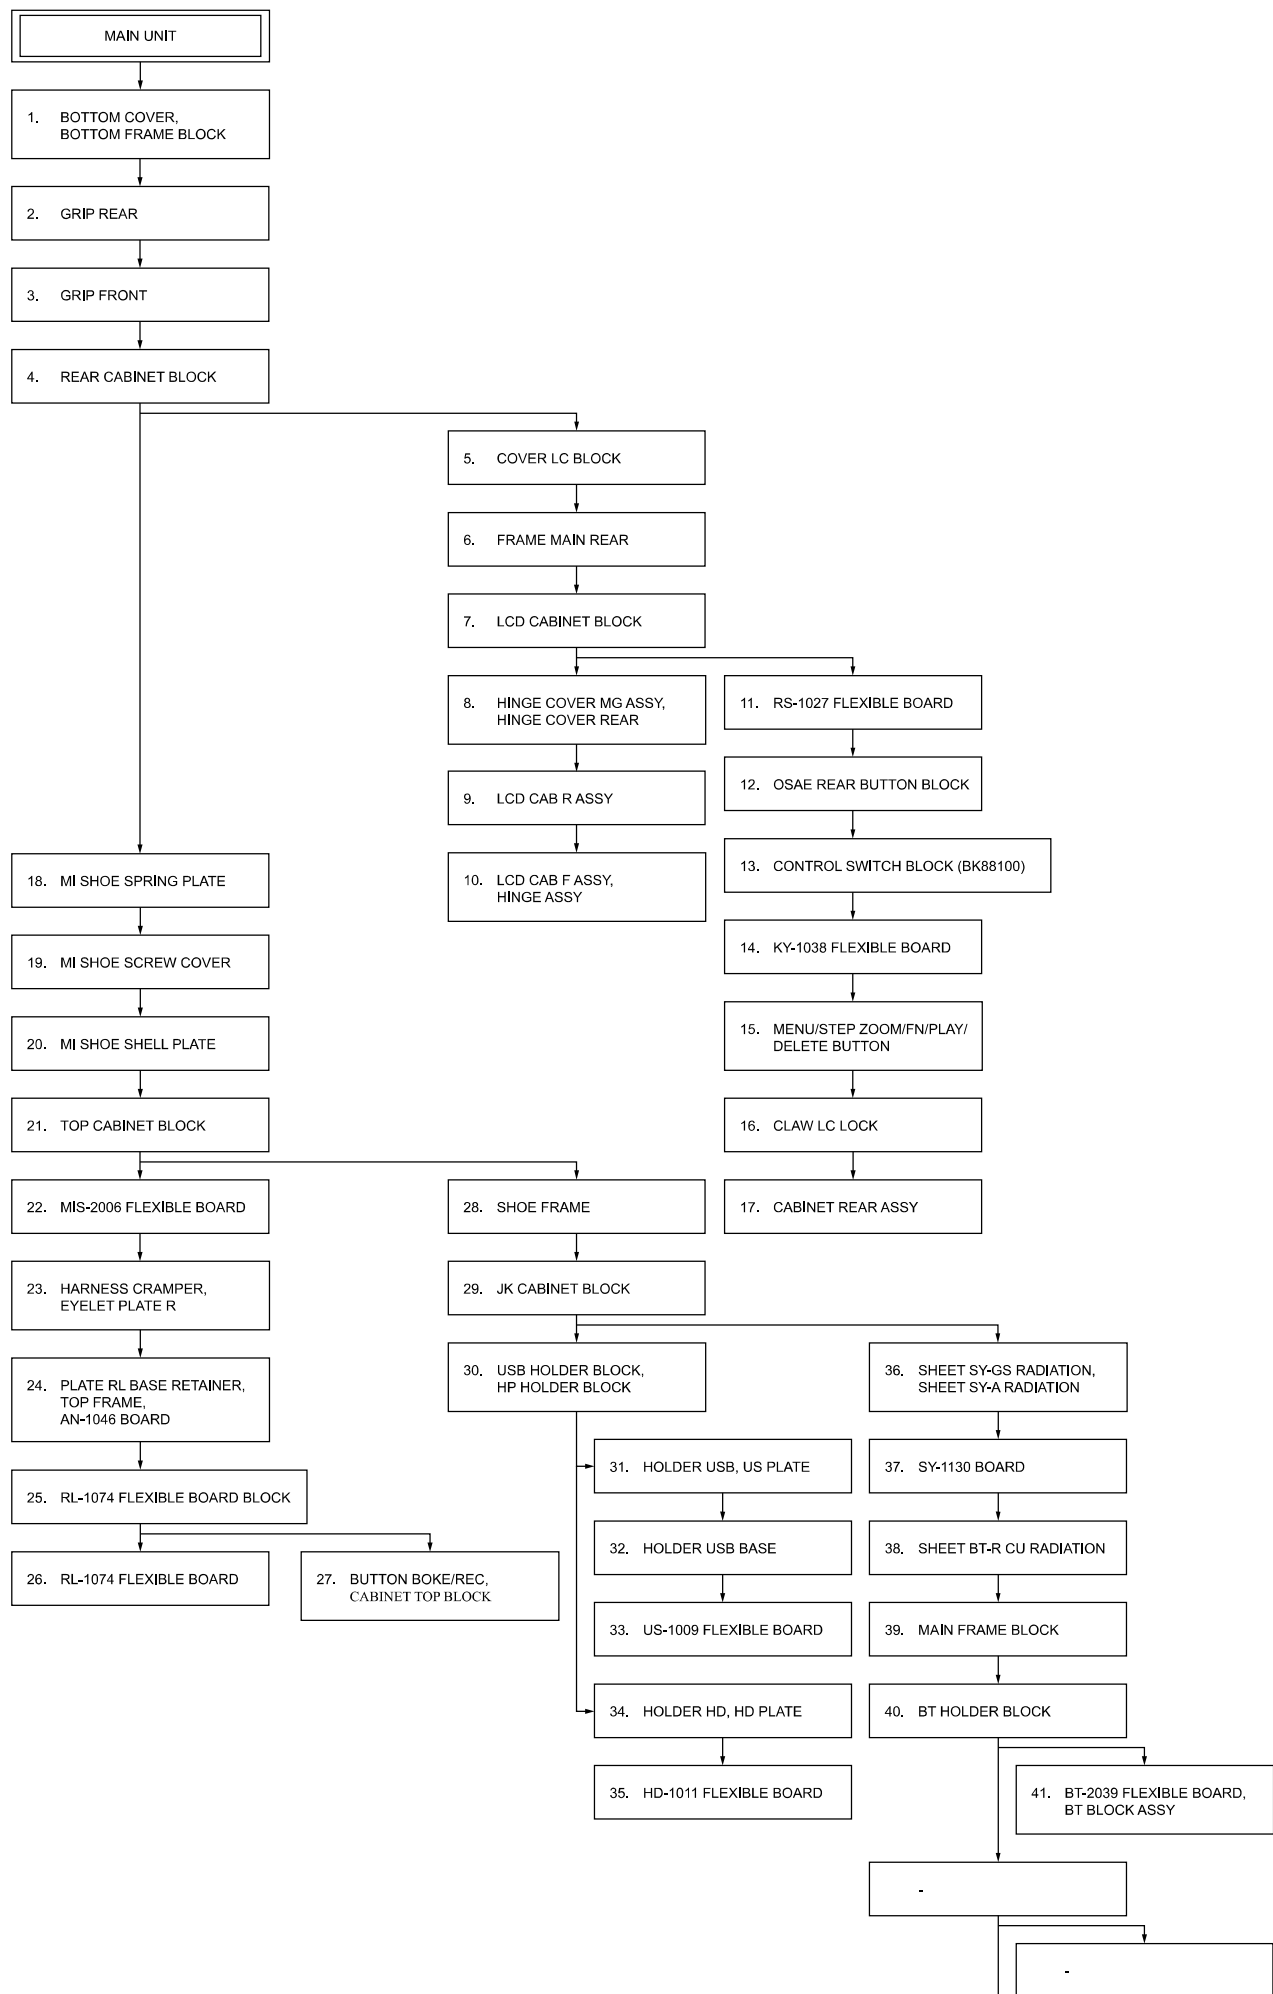 MAIN UNIT
1. BOTTOM COVER,
BOTTOM FRAME BLOCK
2. GRIP REAR
3. GRIP FRONT
4. REAR CABINET BLOCK
5. COVER LC BLOCK
6. FRAME MAIN REAR
7. LCD CABINET BLOCK
8. HINGE COVER MG ASSY,
HINGE COVER REAR
9. LCD CAB R ASSY
10. LCD CAB F ASSY,
HINGE ASSY
11. RS-1027 FLEXIBLE BOARD
12. OSAE REAR BUTTON BLOCK
13. CONTROL SWITCH BLOCK (BK88100)
14. KY-1038 FLEXIBLE BOARD
15. MENU/STEP ZOOM/FN/PLAY/
DELETE BUTTON
16. CLAW LC LOCK
17. CABINET REAR ASSY
18. MI SHOE SPRING PLATE
19. MI SHOE SCREW COVER
20. MI SHOE SHELL PLATE
21. TOP CABINET BLOCK
22. MIS-2006 FLEXIBLE BOARD
23. HARNESS CRAMPER,
EYELET PLATE R
24. PLATE RL BASE RETAINER,
TOP FRAME,
AN-1046 BOARD
25. RL-1074 FLEXIBLE BOARD BLOCK
26. RL-1074 FLEXIBLE BOARD
27. BUTTON BOKE/REC,
CABINET TOP BLOCK
28. SHOE FRAME
29. JK CABINET BLOCK
30. USB HOLDER BLOCK,
HP HOLDER BLOCK
31. HOLDER USB, US PLATE
32. HOLDER USB BASE
33. US-1009 FLEXIBLE BOARD
34. HOLDER HD, HD PLATE
35. HD-1011 FLEXIBLE BOARD
36. SHEET SY-GS RADIATION,
SHEET SY-A RADIATION
37. SY-1130 BOARD
38. SHEET BT-R CU RADIATION
39. MAIN FRAME BLOCK
40. BT HOLDER BLOCK
41. BT-2039 FLEXIBLE BOARD,
BT BLOCK ASSY
-
-